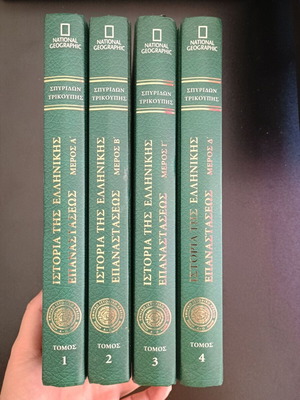 NATIONAL
GEOGRAPHIC
ΣΠΥΡΙΔΩΝ
ΤΡΙΚΟΥΠΗΣ
ΙΣΤΟΡΙΑ ΤΗΣ ΕΛΛΗΝΙΚΗΣ
ΕΠΑΝΑΣΤΑΣΕΩΣ ΜΕΡΟΣ Α΄
ΤΟΜΟΣ
1
NATIONAL
GEOGRAPHIC
ΣΠΥΡΙΔΩΝ
ΤΡΙΚΟΥΠΗΣ
ΙΣΤΟΡΙΑ ΤΗΣ ΕΛΛΗΝΙΚΗΣ
ΕΠΑΝΑΣΤΑΣΕΩΣ ΜΕΡΟΣ Β΄
ΤΟΜΟΣ
2
NATIONAL
GEOGRAPHIC
ΣΠΥΡΙΔΩΝ
ΤΡΙΚΟΥΠΗΣ
ΙΣΤΟΡΙΑ ΤΗΣ ΕΛΛΗΝΙΚΗΣ
ΕΠΑΝΑΣΤΑΣΕΩΣ ΜΕΡΟΣ Γ΄
ΤΟΜΟΣ
3
NATIONAL
GEOGRAPHIC
ΣΠΥΡΙΔΩΝ
ΤΡΙΚΟΥΠΗΣ
ΙΣΤΟΡΙΑ ΤΗΣ ΕΛΛΗΝΙΚΗΣ
ΕΠΑΝΑΣΤΑΣΕΩΣ ΜΕΡΟΣ Δ΄
ΤΟΜΟΣ
4